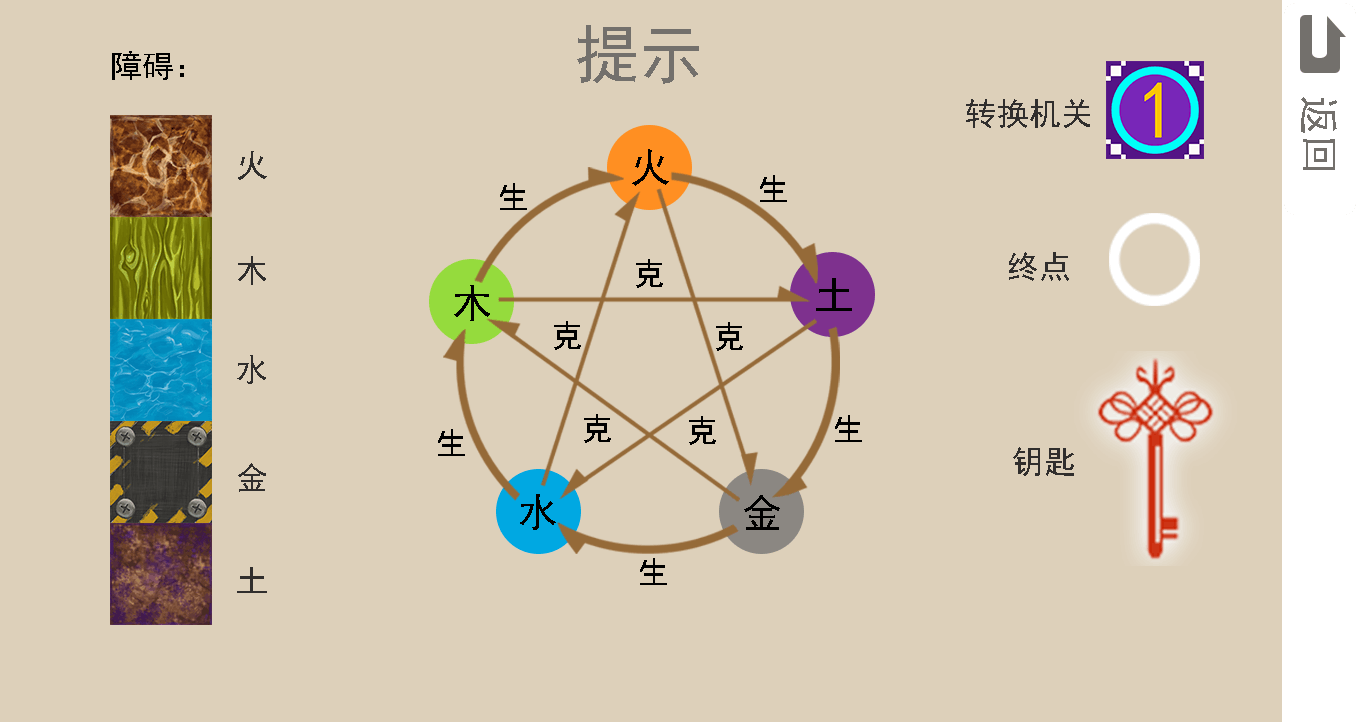 提示
障碍：
火
木
水
金
土
火
土
金
水
木
生
生
生
生
生
克
克
克
克
克
转换机关
1
终点
钥匙
返回